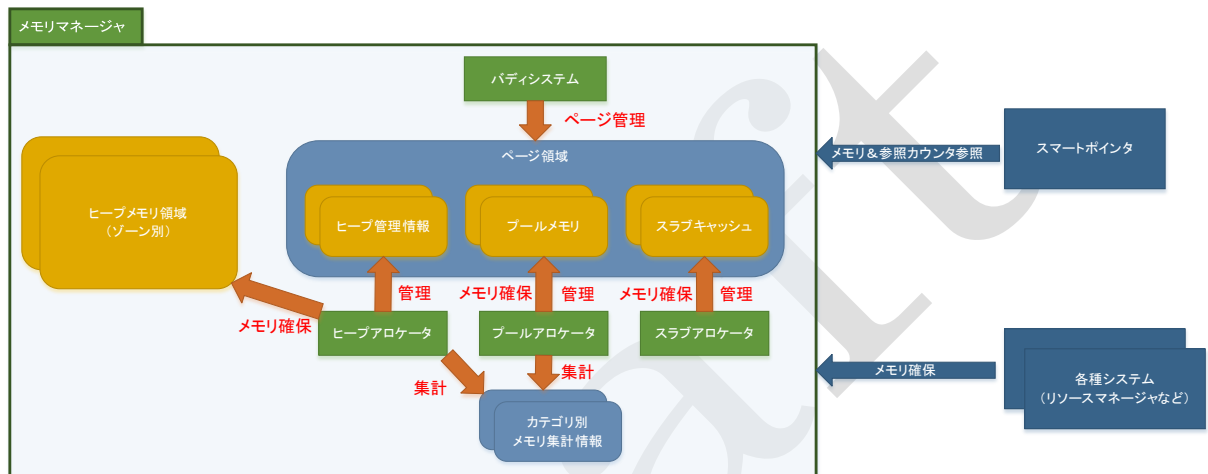 メモリマネージャ
バディシステム
ページ管理
ページ領域
メモリ&参照カウンタ参照
スマートポインタ
ヒープメモリ領域
（ゾーン別）
ヒープ管理情報
プールメモリ
スラブキャッシュ
管理
メモリ確保
管理
メモリ確保
管理
メモリ確保
ヒープアロケータ
プールアロケータ
スラブアロケータ
集計
集計
メモリ確保
各種システム
（リソースマネージャなど）
カテゴリ別
メモリ集計情報